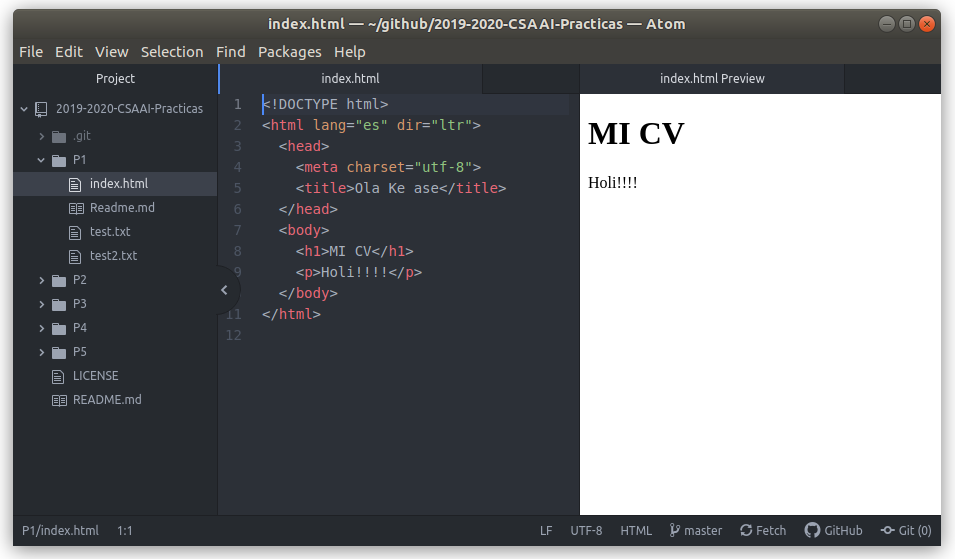 index.html — ~/github/2019-2020-CSAAI-Practicas — Atom
File Edit View Selection Find Packages Help
Project
2019-2020-CSAAI-Practicas
.git
P1
index.html
Readme.md
test.txt
test2.txt
P2
P3
P4
P5
LICENSE
README.md
index.html
1 <!DOCTYPE html>
2 <html lang="es" dir="ltr">
3 <head>
4 <meta charset="utf-8">
5 <title>Ola Ke ase</title>
6 </head>
7 <body>
8 <h1>MI CV</h1>
9 <p>Holi!!!!</p>
</body>
11 </html>
12
index.html Preview
MI CV
Holi!!!!
P1/index.html 1:1 LF UTF-8 HTML master Fetch GitHub Git (0)